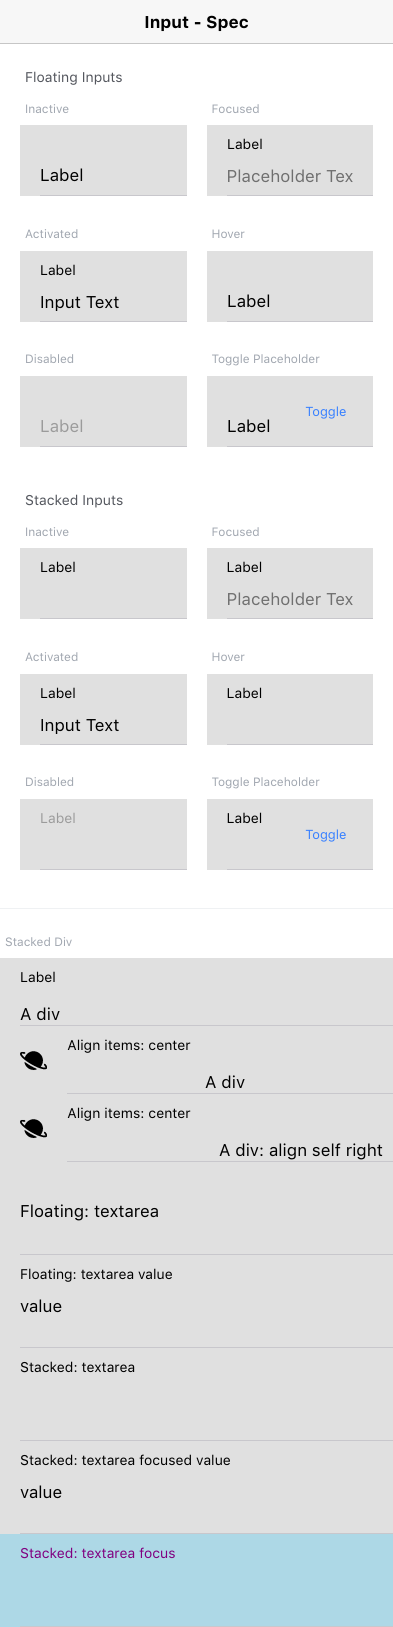 Input - Spec
Floating Inputs
Inactive
Focused
Label
Label
Placeholder Tex
Activated
Hover
Label
Input Text
Label
Disabled
Toggle Placeholder
Label
Label
Toggle
Stacked Inputs
Inactive
Focused
Label
Label
Placeholder Tex
Activated
Hover
Label
Input Text
Label
Disabled
Toggle Placeholder
Label
Label
Toggle
Stacked Div
Label
A div
Align items: center
A div
Align items: center
A div: align self right
Floating: textarea
Floating: textarea value
value
Stacked: textarea
Stacked: textarea focused value
value
Stacked: textarea focus